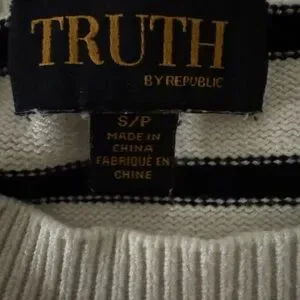 TRUTH
BY REPUBLIC
S/P
MADE IN
CHINA
FABRIQUÉ EN
CHINE